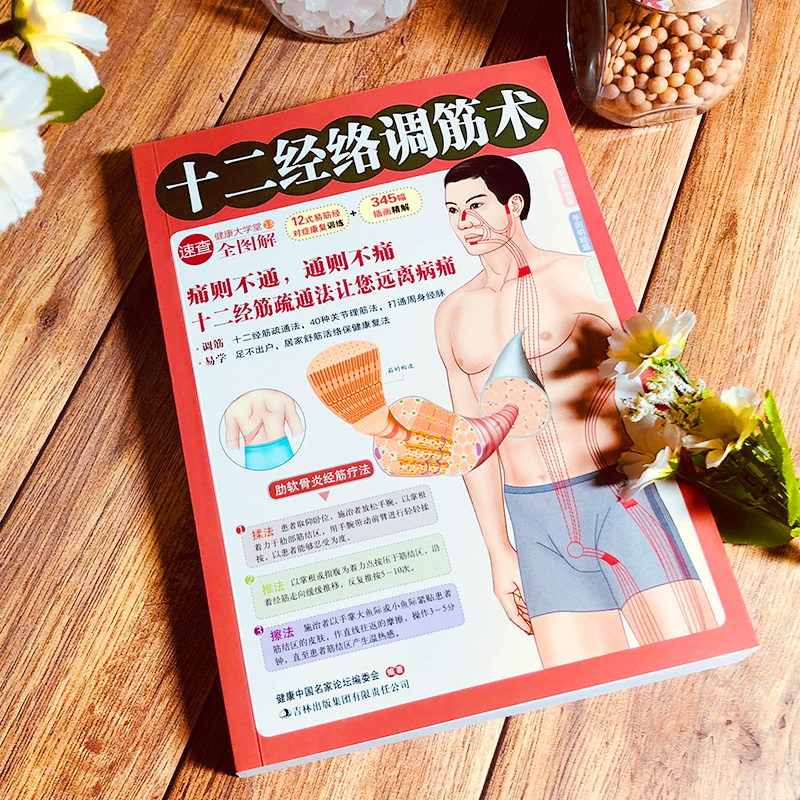 十二经络调筋术
速查
健康大学堂 13
全图解
12式易筋经
对症康复训练
+
345幅
插画精解
痛则不通，通则不痛
十二经筋疏通法让您远离病痛
·调筋 十二经筋疏通法，40种关节理筋法，打通周身经脉
·易学 足不出户，居家舒筋活络保健康复法
筋的构造
手阳明经筋
肋软骨炎经筋疗法
1 揉法 患者取仰卧位，施治者放松手腕，以掌根
着力于肋部筋结区，用手腕带动前臂进行轻轻揉
按，以患者能够忍受为度。
2 推法 以掌根或指腹为着力点按压于筋结区，沿
着经筋走向缓缓推移，反复推按5－10次。
3 擦法 施治者以手掌大鱼际或小鱼际紧贴患者
筋结区的皮肤，作直线往返的摩擦，操作3－5分
钟，直至患者筋结区产生温热感。
健康中国名家论坛编委会 编著
吉林出版集团有限责任公司